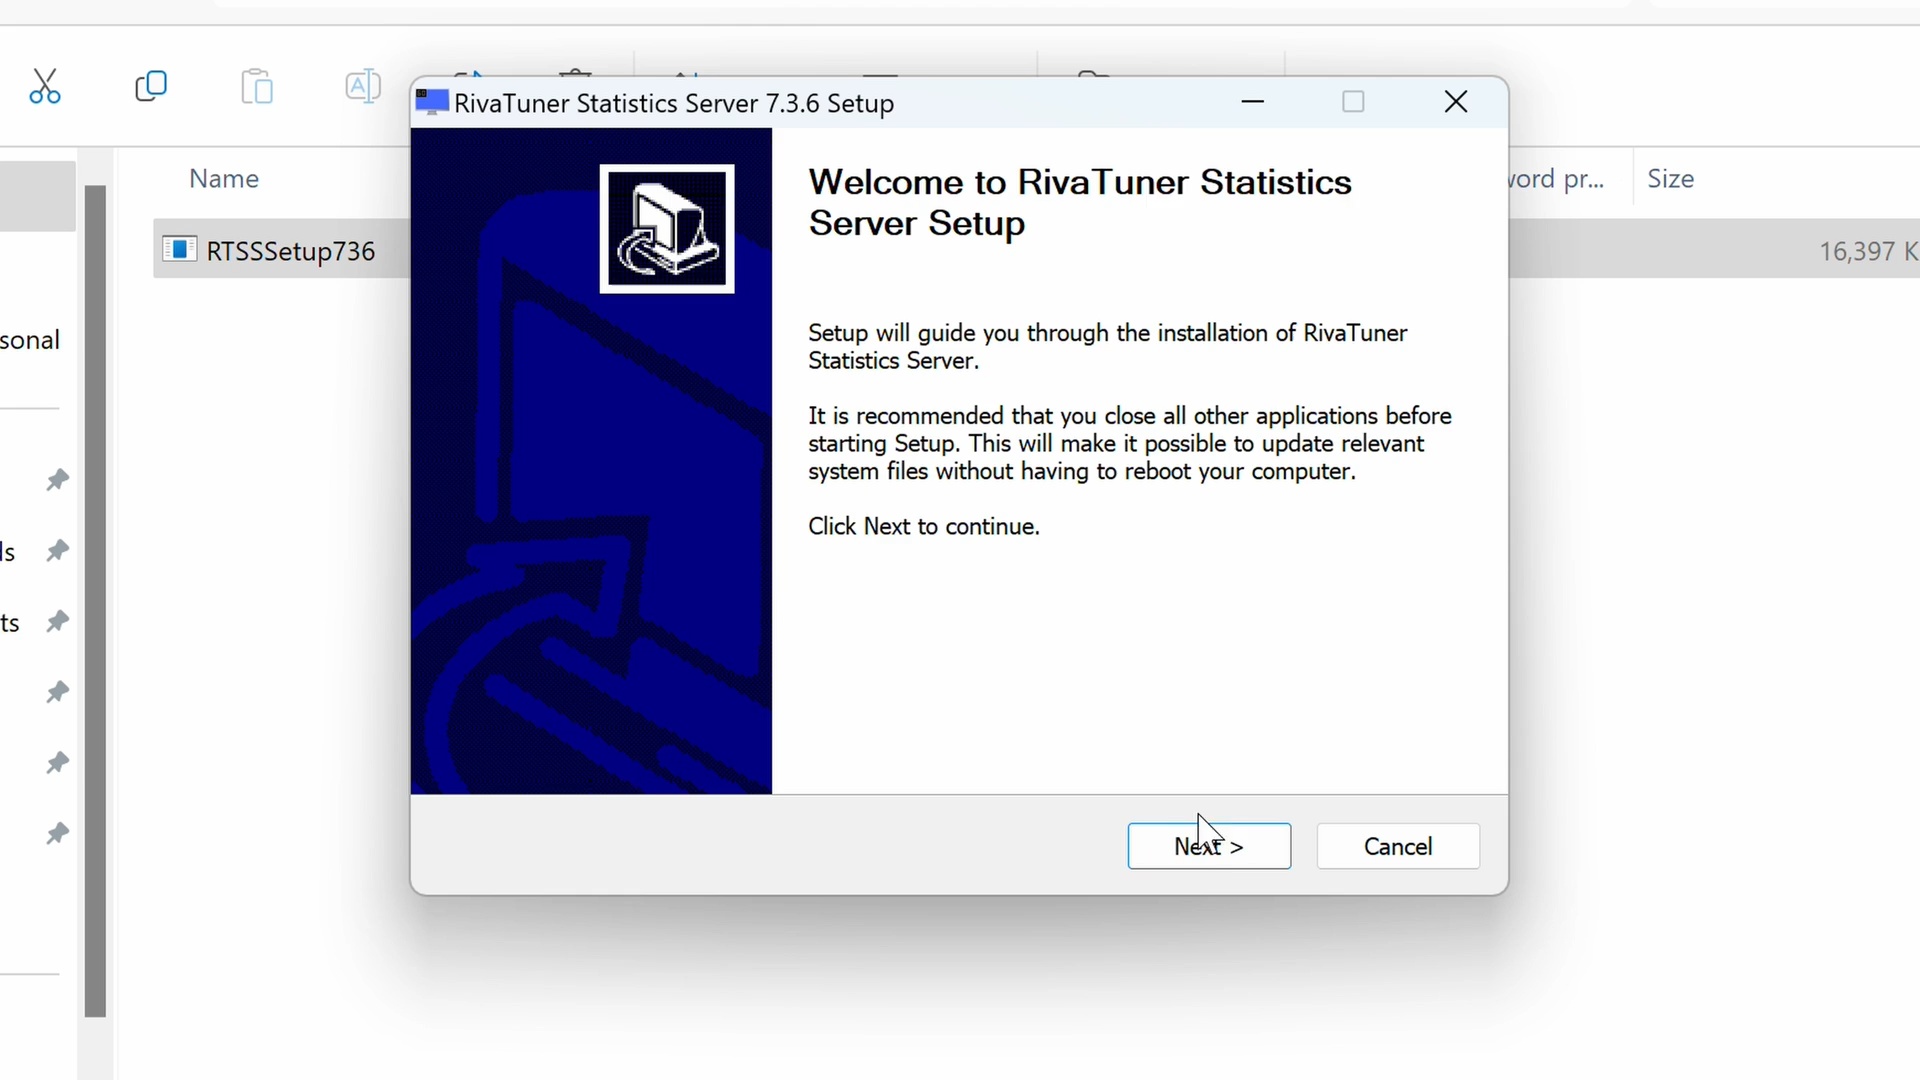 RivaTuner Statistics Server 7.3.6 Setup
Name
word pr...
Size
RTSSSetup736
16,397 K
Welcome to RivaTuner Statistics
Server Setup
Setup will guide you through the installation of RivaTuner
Statistics Server.
It is recommended that you close all other applications before
starting Setup. This will make it possible to update relevant
system files without having to reboot your computer.
Click Next to continue.
sonal
ls
ts
Next >
Cancel